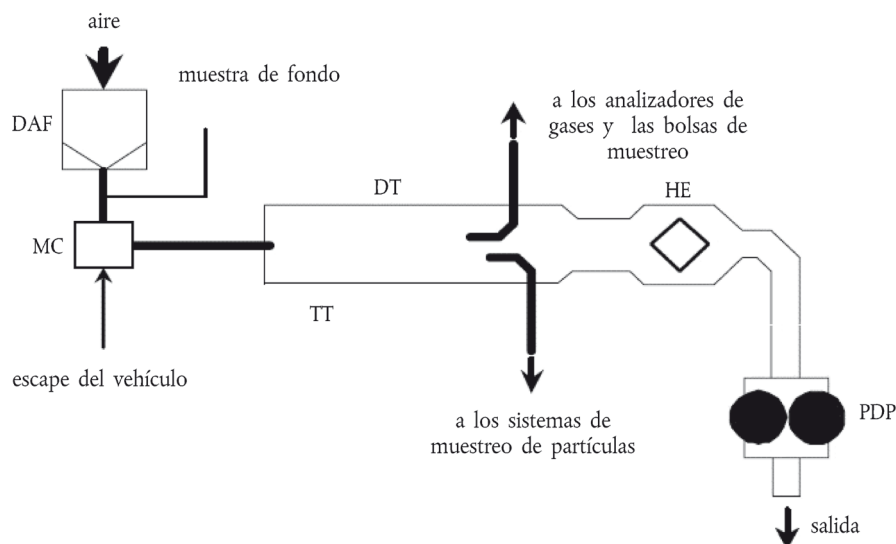 aire
muestra de fondo
DAF
a los analizadores de
gases y las bolsas de
muestreo
DT
HE
MC
TT
escape del vehículo
a los sistemas de
muestreo de partículas
PDP
salida